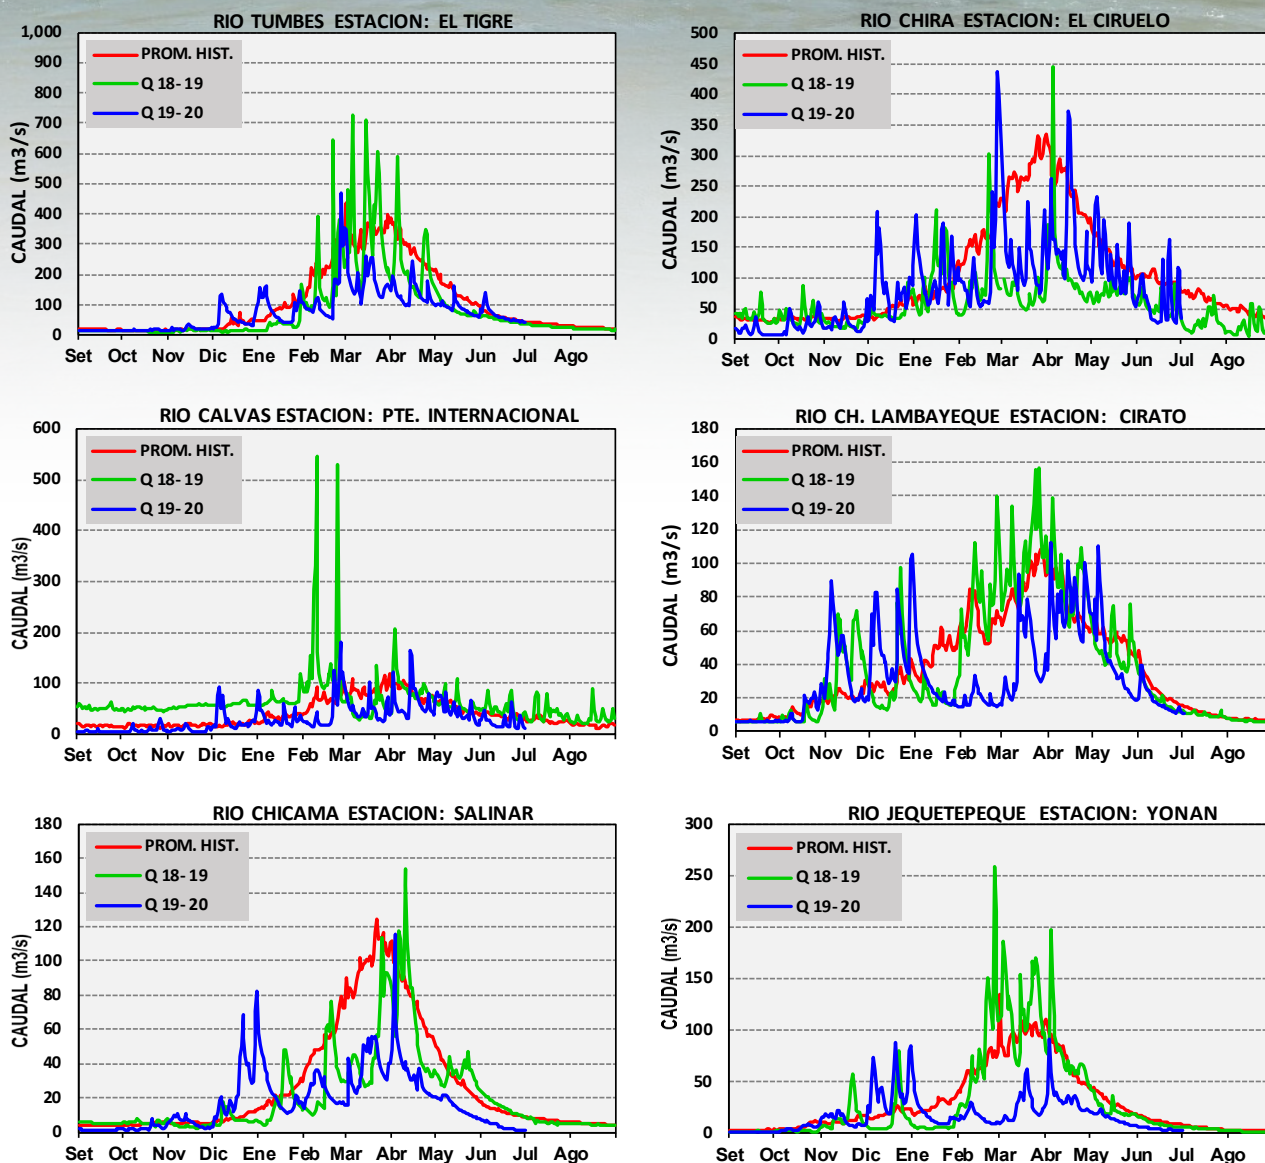 RIO TUMBES ESTACION: EL TIGRE
CAUDAL (m3/s)
1,000
900
800
700
600
500
400
300
200
100
0
PROM. HIST.
Q 18-19
Q 19-20
Set Oct Nov Dic Ene Feb Mar Abr May Jun Jul Ago
RIO CHIRA ESTACION: EL CIRUELO
CAUDAL (m3/s)
500
450
400
350
300
250
200
150
100
50
0
PROM. HIST.
Q 18-19
Q 19-20
Set Oct Nov Dic Ene Feb Mar Abr May Jun Jul Ago
RIO CALVAS ESTACION: PTE. INTERNACIONAL
CAUDAL (m3/s)
600
500
400
300
200
100
0
PROM. HIST.
Q 18-19
Q 19-20
Set Oct Nov Dic Ene Feb Mar Abr May Jun Jul Ago
RIO CH. LAMBAYEQUE ESTACION: CIRATO
CAUDAL (m3/s)
180
160
140
120
100
80
60
40
20
0
PROM. HIST.
Q 18-19
Q 19-20
Set Oct Nov Dic Ene Feb Mar Abr May Jun Jul Ago
RIO CHICAMA ESTACION: SALINAR
CAUDAL (m3/s)
180
160
140
120
100
80
60
40
20
0
PROM. HIST.
Q 18-19
Q 19-20
Set Oct Nov Dic Ene Feb Mar Abr May Jun Jul Ago
RIO JEQUETEPEQUE ESTACION: YONAN
CAUDAL (m3/s)
300
250
200
150
100
50
0
PROM. HIST.
Q 18-19
Q 19-20
Set Oct Nov Dic Ene Feb Mar Abr May Jun Jul Ago